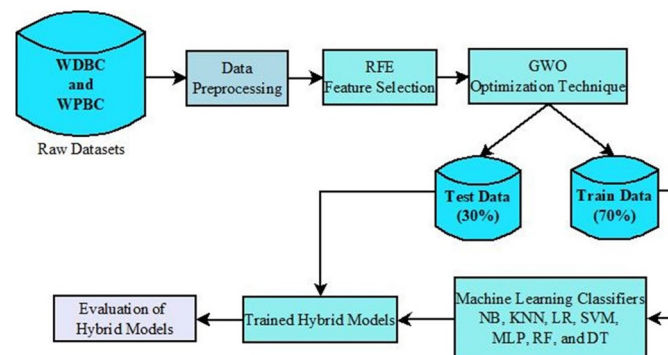 WDBC
and
WPBC
Raw Datasets
Data
Preprocessing
RFE
Feature Selection
GWO
Optimization Technique
Test Data
(30%)
Train Data
(70%)
Evaluation of
Hybrid Models
Trained Hybrid Models
Machine Learning Classifiers
NB, KNN, LR, SVM,
MLP, RF, and DT